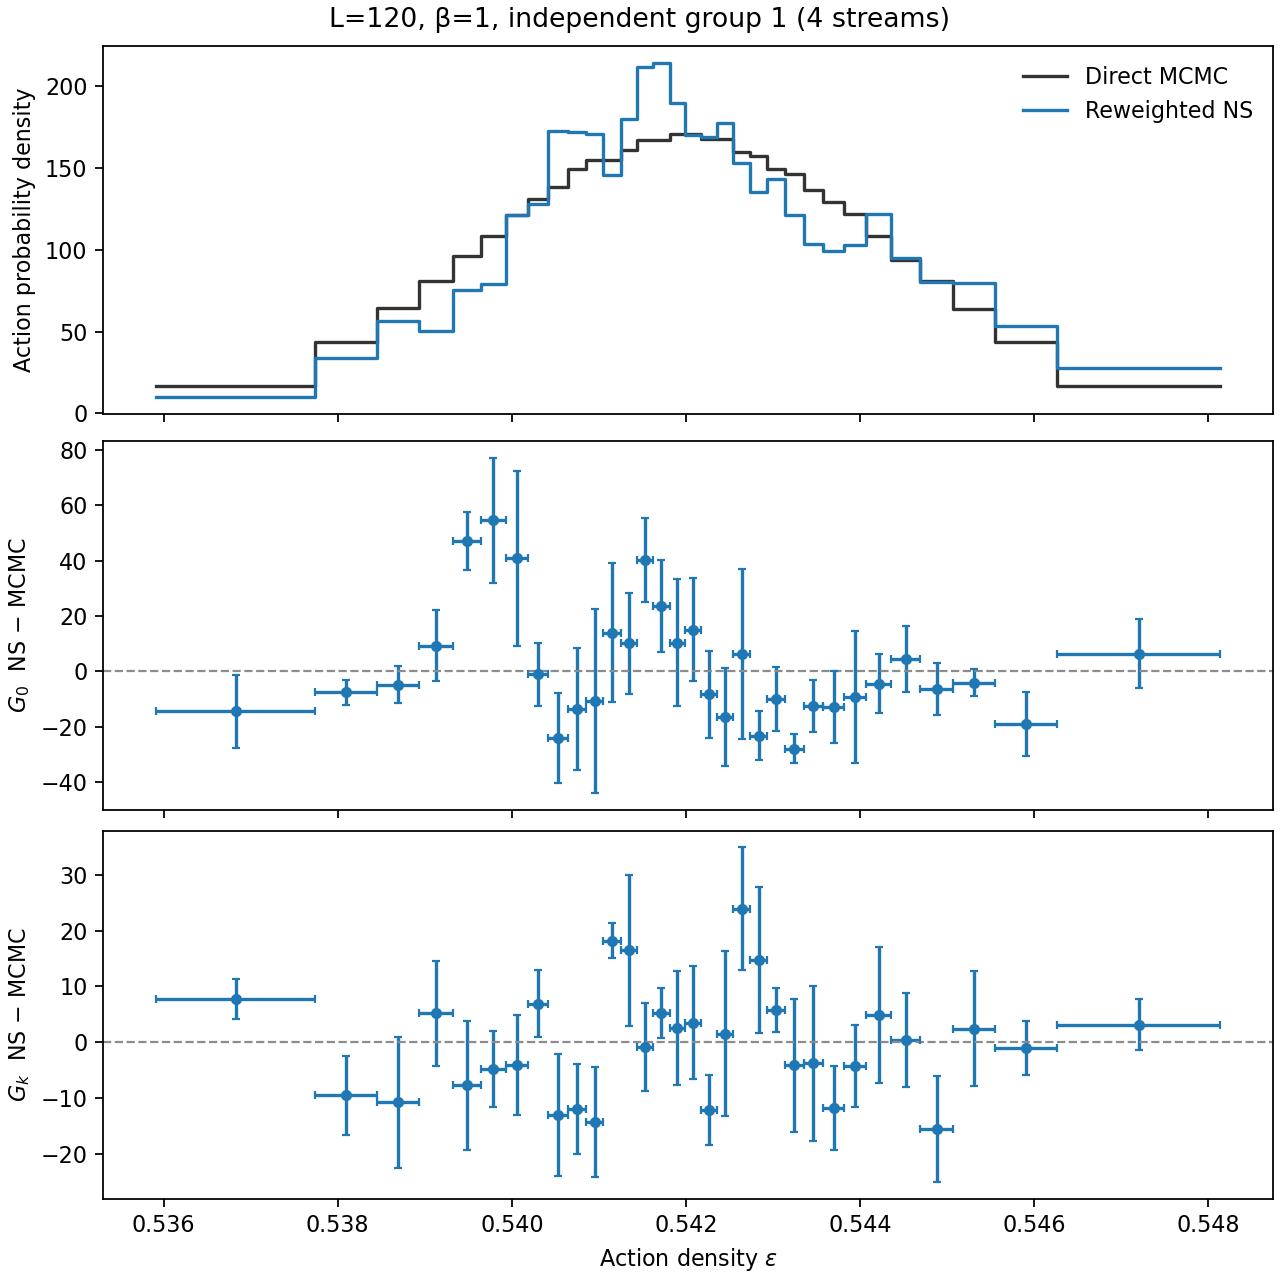 L=120, β=1, independent group 1 (4 streams)
Action probability density
200
150
100
50
0
Direct MCMC
Reweighted NS
G₀ NS − MCMC
80
60
40
20
0
−20
−40
Gₖ NS − MCMC
30
20
10
0
−10
−20
0.536 0.538 0.540 0.542 0.544 0.546 0.548
Action density ε